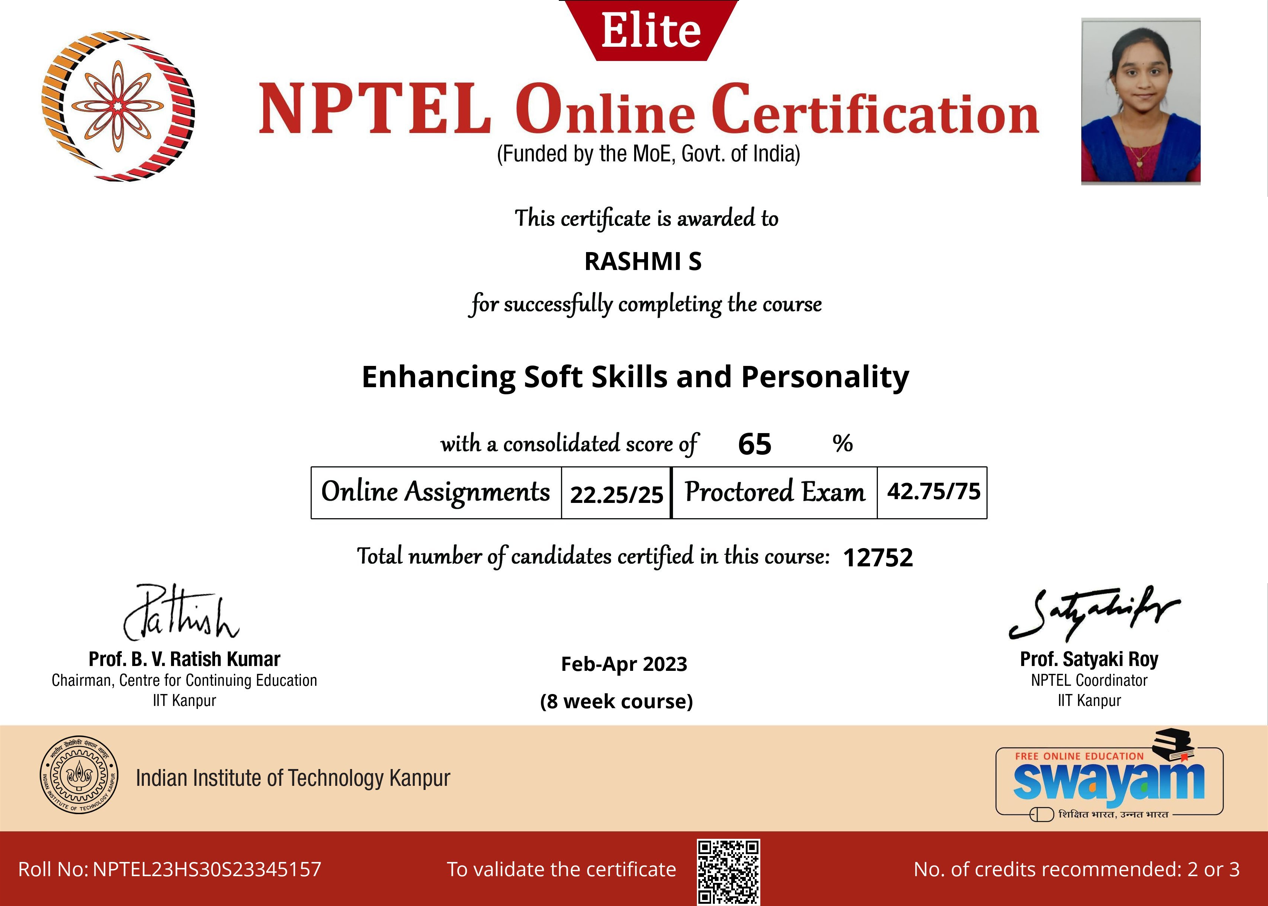 Elite
NPTEL Online Certification
(Funded by the MoE, Govt. of India)
This certificate is awarded to
RASHMI S
for successfully completing the course
Enhancing Soft Skills and Personality
with a consolidated score of 65 %
Online Assignments 22.25/25 Proctored Exam 42.75/75
Total number of candidates certified in this course: 12752
Prof. B. V. Ratish Kumar
Chairman, Centre for Continuing Education
IIT Kanpur
Feb-Apr 2023
(8 week course)
Prof. Satyaki Roy
NPTEL Coordinator
IIT Kanpur
INDIAN INSTITUTE OF TECHNOLOGY KANPUR
Indian Institute of Technology Kanpur
FREE ONLINE EDUCATION
swayam
शिक्षित भारत, उन्नत भारत
Roll No: NPTEL23HS30S23345157
To validate the certificate
No. of credits recommended: 2 or 3